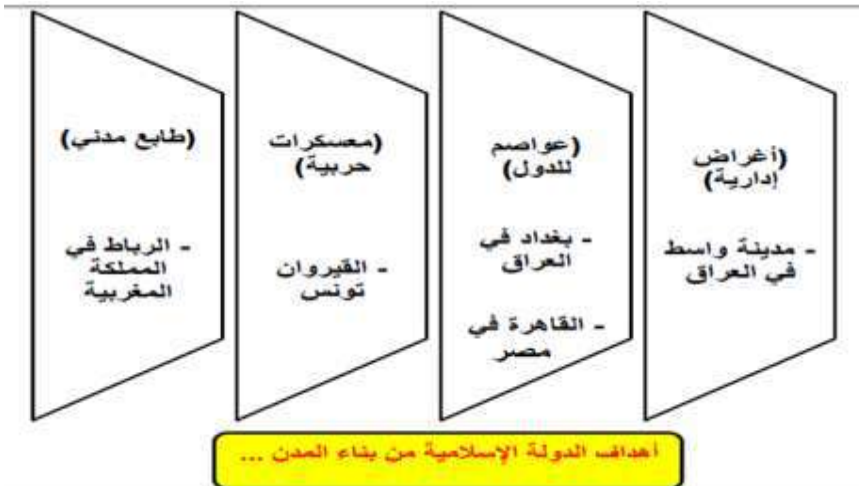 (أغراض
إدارية)
- مدينة واسط
في العراق
(عواصم
للدول)
- بغداد في
العراق
- القاهرة في
مصر
(معسكرات
حربية)
- القيروان
تونس
(طابع مدني)
- الرباط في
المملكة
المغربية
أهداف الدولة الإسلامية من بناء المدن ...